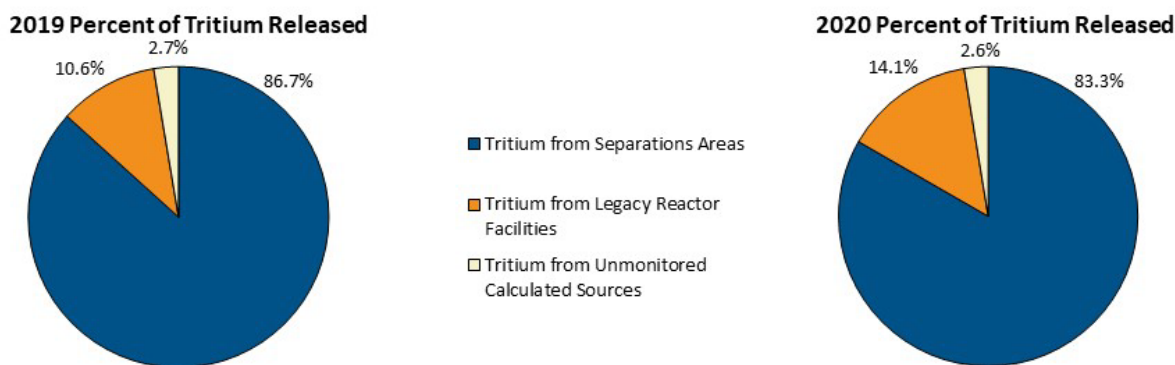 2019 Percent of Tritium Released
2.7%
10.6%
86.7%
Tritium from Separations Areas
Tritium from Legacy Reactor
Facilities
Tritium from Unmonitored
Calculated Sources
2020 Percent of Tritium Released
2.6%
14.1%
83.3%